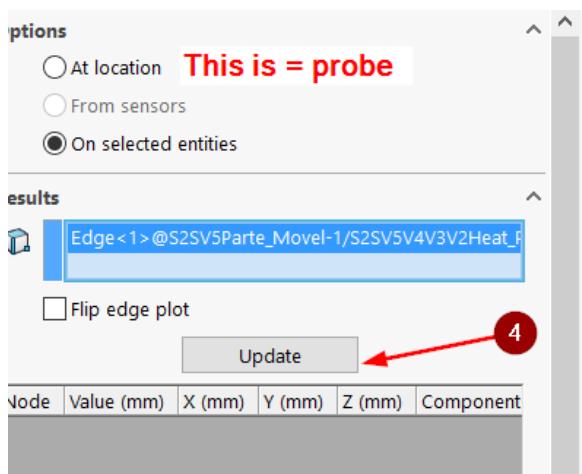 ptions
At location This is = probe
From sensors
On selected entities
esults
Edge<1>@S2SV5Parte_Movel-1/S2SV5V4V3V2Heat_F
Flip edge plot
4
Update
Node Value (mm) X (mm) Y (mm) Z (mm) Component